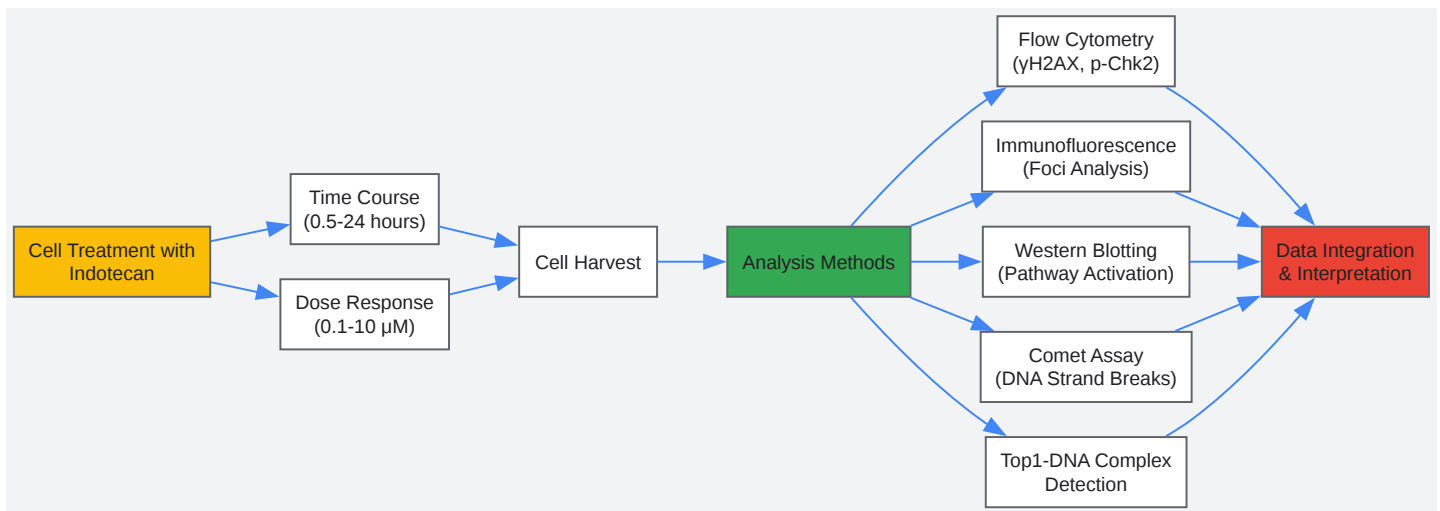 Cell Treatment with
Indotecan
Time Course
(0.5-24 hours)
Dose Response
(0.1-10 μM)
Cell Harvest
Analysis Methods
Flow Cytometry
(γH2AX, p-Chk2)
Immunofluorescence
(Foci Analysis)
Western Blotting
(Pathway Activation)
Comet Assay
(DNA Strand Breaks)
Top1-DNA Complex
Detection
Data Integration
& Interpretation